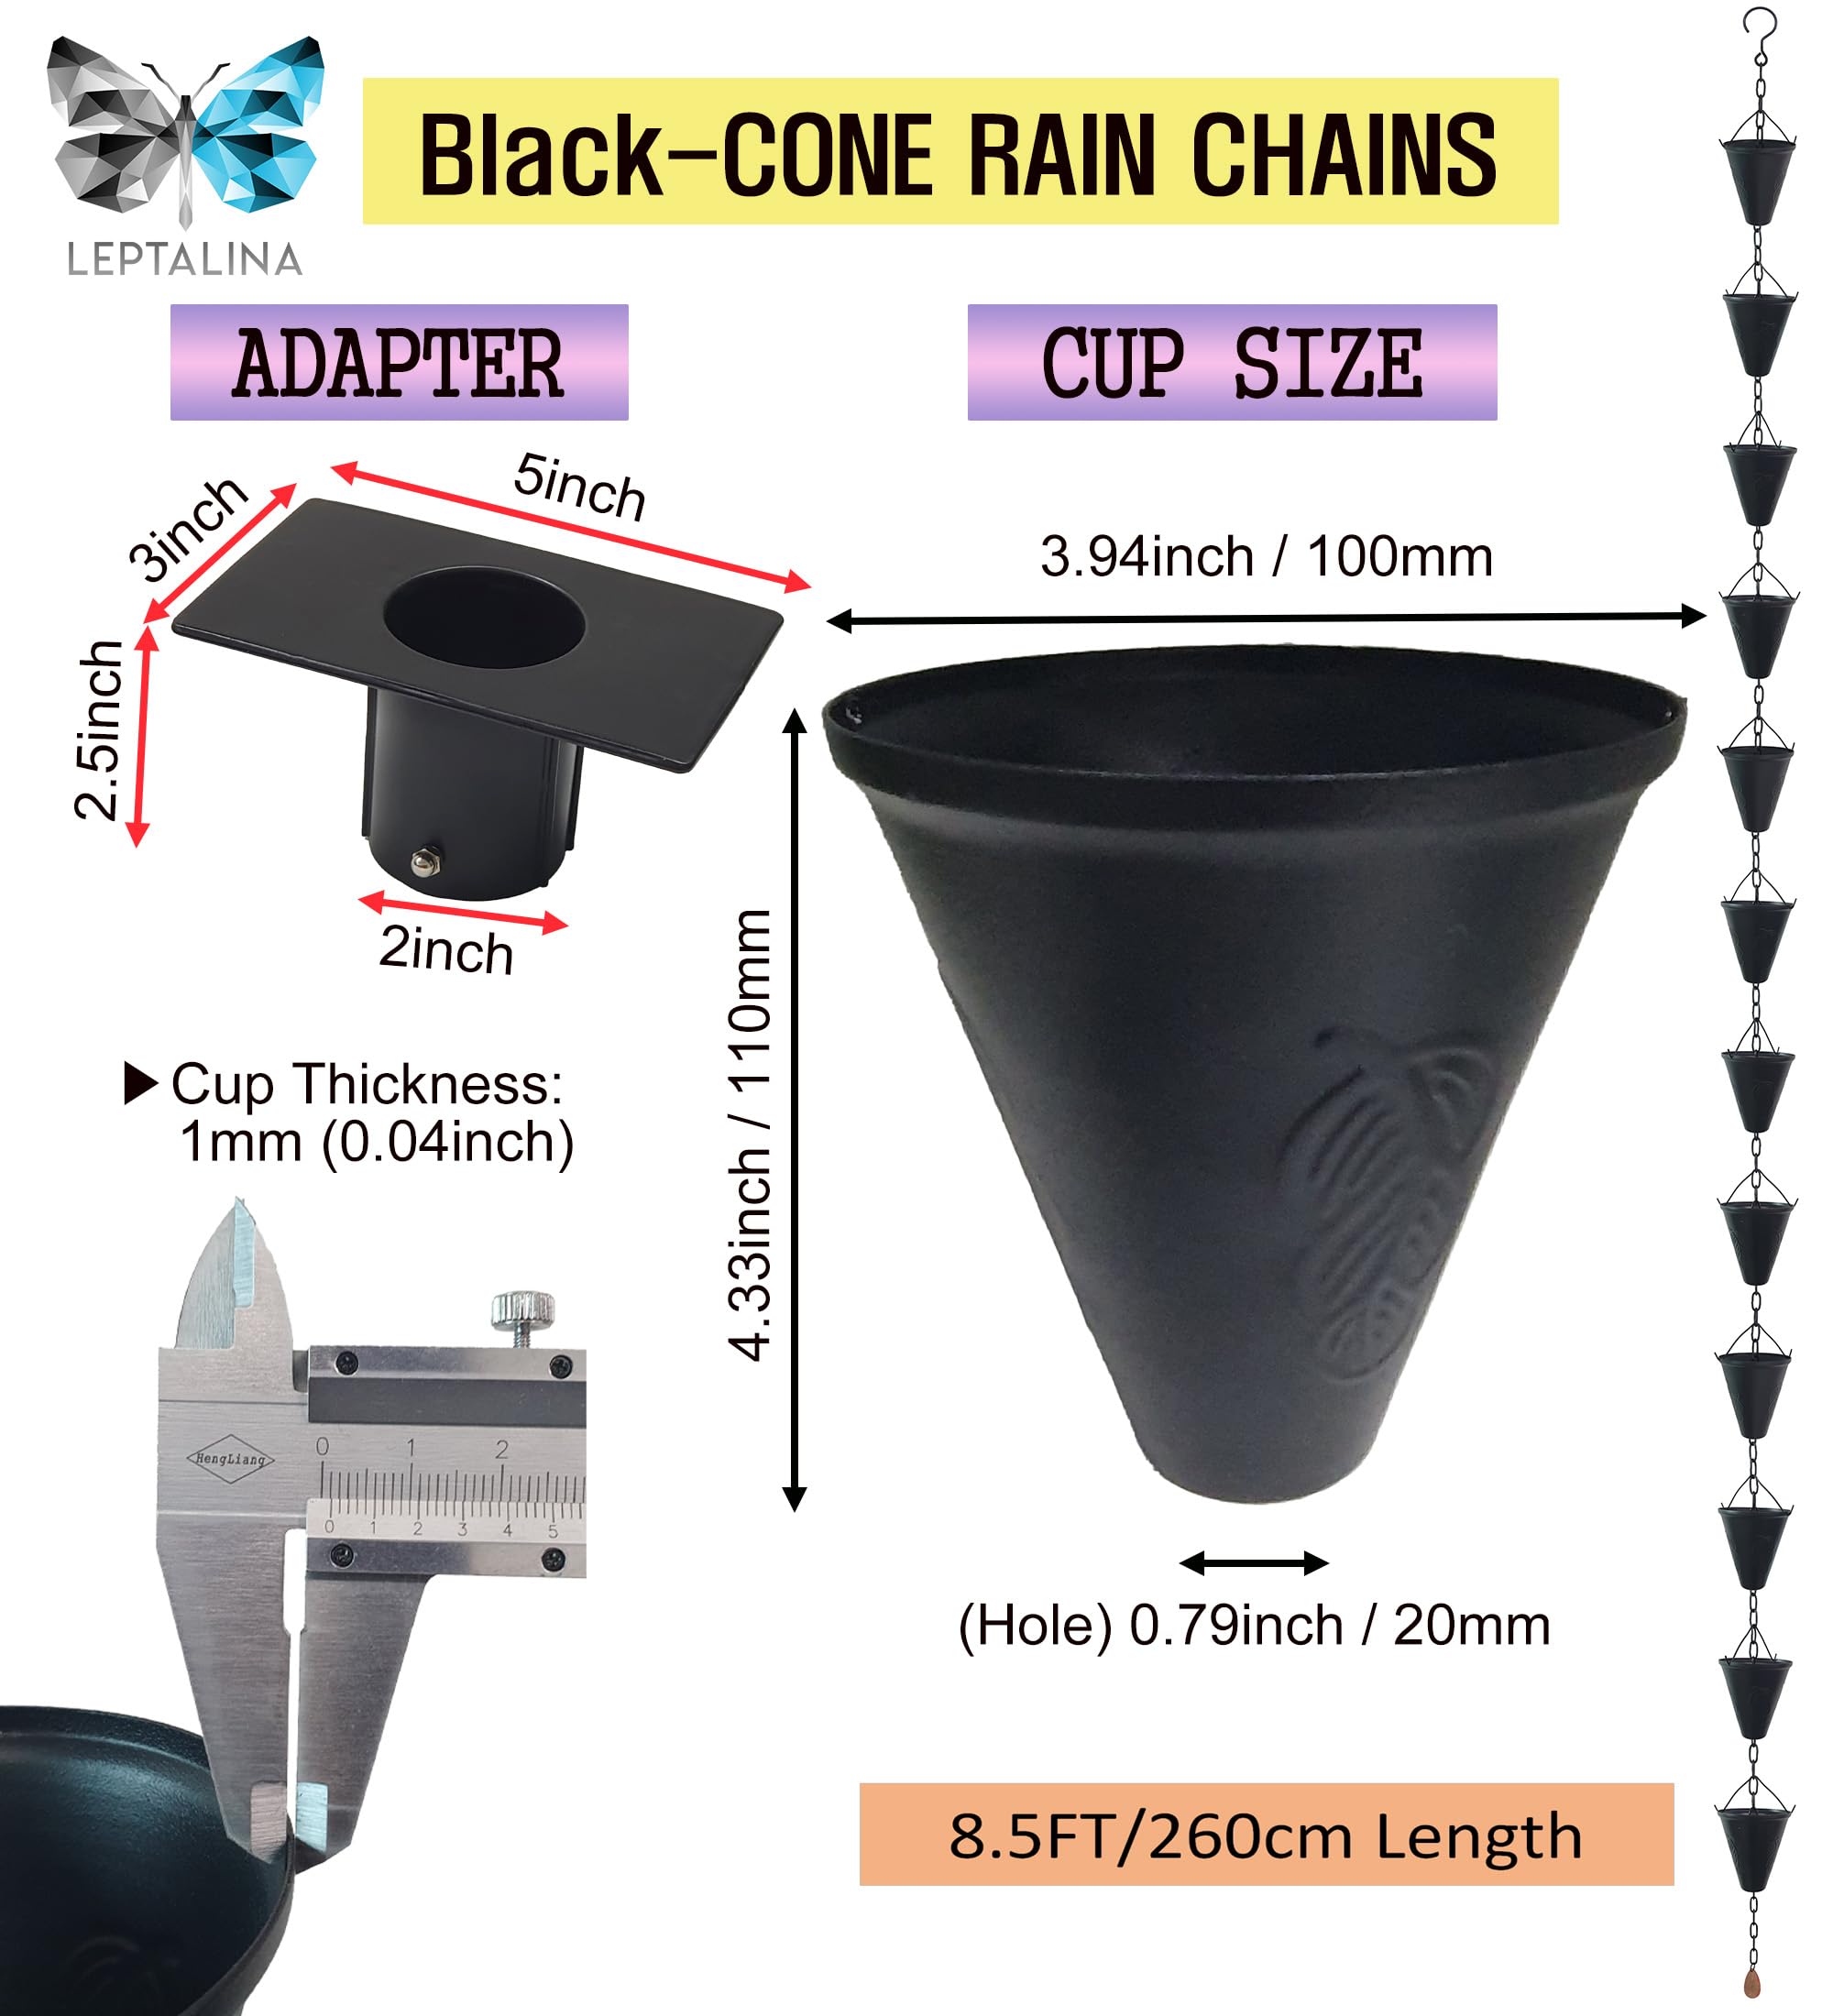 LEPTALINA
Black-CONE RAIN CHAINS
ADAPTER
CUP SIZE
5inch
3inch
2.5inch
2inch
3.94inch / 100mm
4.33inch / 110mm
▶ Cup Thickness:
1mm (0.04inch)
HengLiang
0 1 2
0 1 2 3 4 5
(Hole) 0.79inch / 20mm
8.5FT/260cm Length